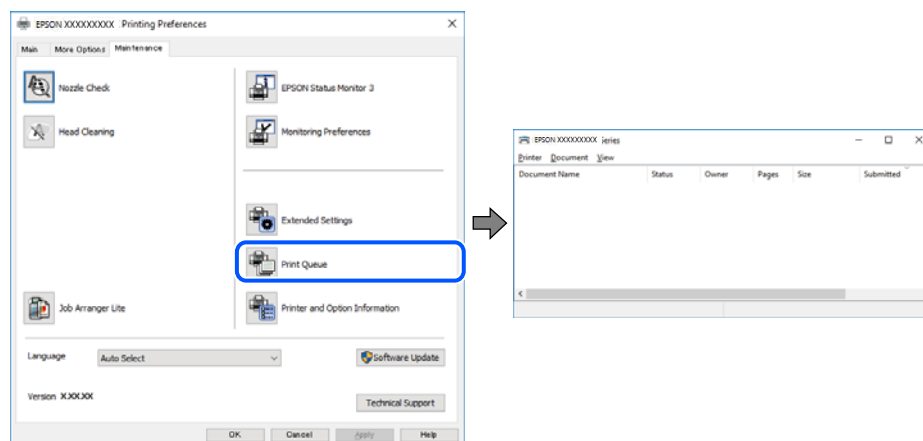 EPSON XXXXXXXXX Printing Preferences
Main More Options Maintenance
Nozzle Check
EPSON Status Monitor 3
Head Cleaning
Monitoring Preferences
Extended Settings
Print Queue
Job Arranger Lite
Printer and Option Information
Language Auto Select Software Update
Version X.XX.XX
Technical Support
OK Cancel Apply Help
EPSON XXXXXXXXX Series
Printer Document View
Document Name Status Owner Pages Size Submitted